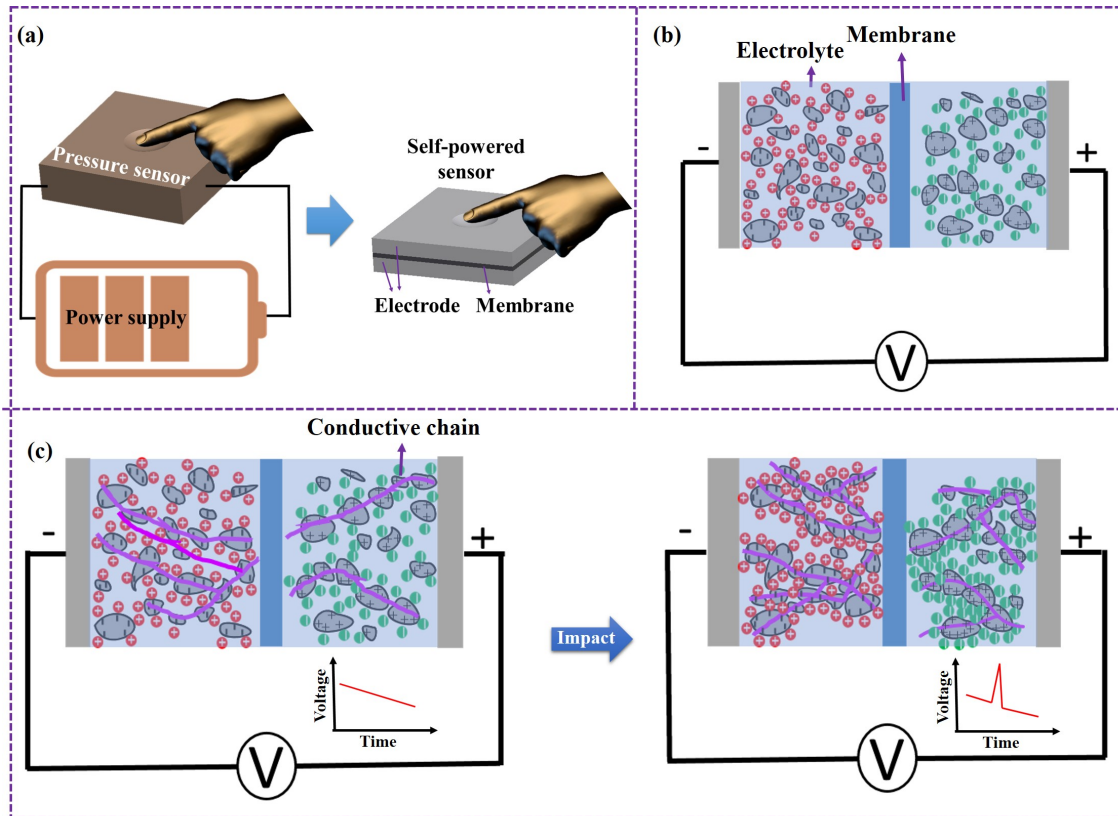 (a)
Pressure sensor
Power supply
Self-powered
sensor
Electrode
Membrane
(b)
Electrolyte
Membrane
-
+
V
(c)
Conductive chain
-
+
Voltage
Time
V
Impact
-
+
Voltage
Time
V